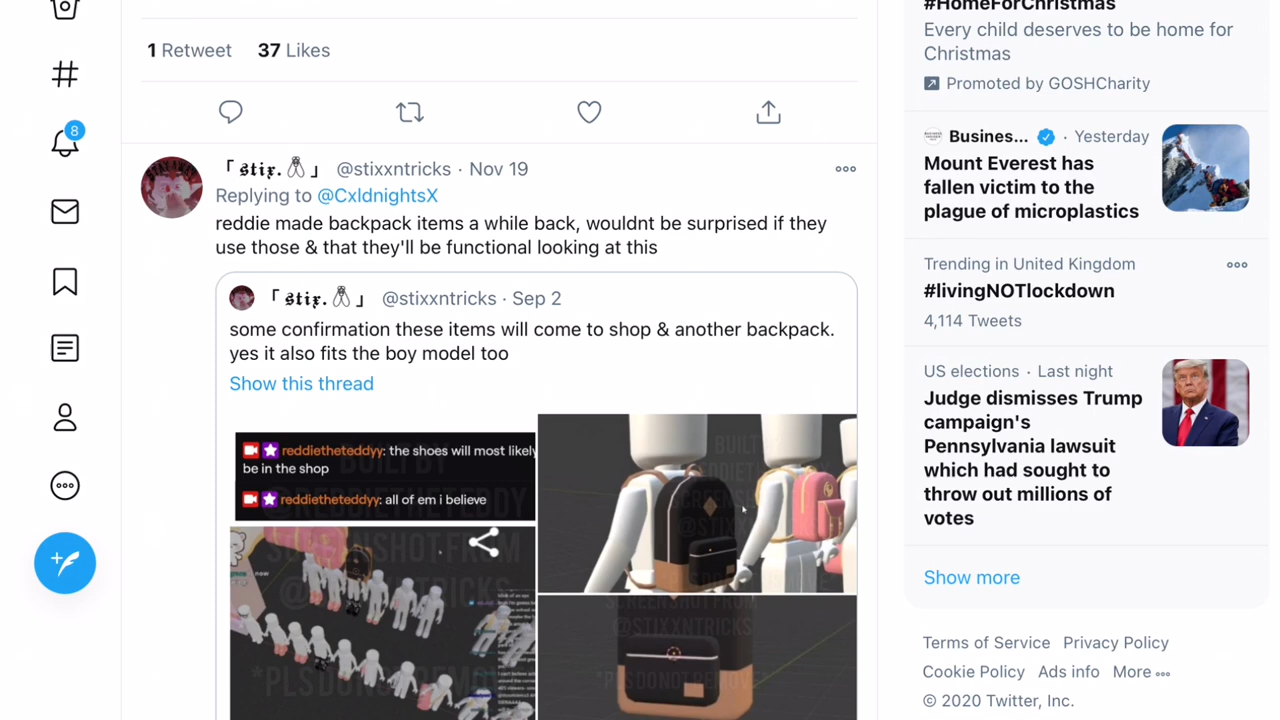 1 Retweet 37 Likes
8
「 𝖘𝖙𝖎𝖝. 」 @stixxntricks · Nov 19
Replying to @CxldnightsX
reddie made backpack items a while back, wouldnt be surprised if they
use those & that they'll be functional looking at this
「 𝖘𝖙𝖎𝖝. 」 @stixxntricks · Sep 2
some confirmation these items will come to shop & another backpack.
yes it also fits the boy model too
Show this thread
reddietheteddyy: the shoes will most likely
be in the shop
reddietheteddyy: all of em i believe
#HomeForChristmas
Every child deserves to be home for
Christmas
Promoted by GOSHCharity
Busines... · Yesterday
Mount Everest has
fallen victim to the
plague of microplastics
Trending in United Kingdom
#livingNOTlockdown
4,114 Tweets
US elections · Last night
Judge dismisses Trump
campaign's
Pennsylvania lawsuit
which had sought to
throw out millions of
votes
Show more
Terms of Service Privacy Policy
Cookie Policy Ads info More
© 2020 Twitter, Inc.